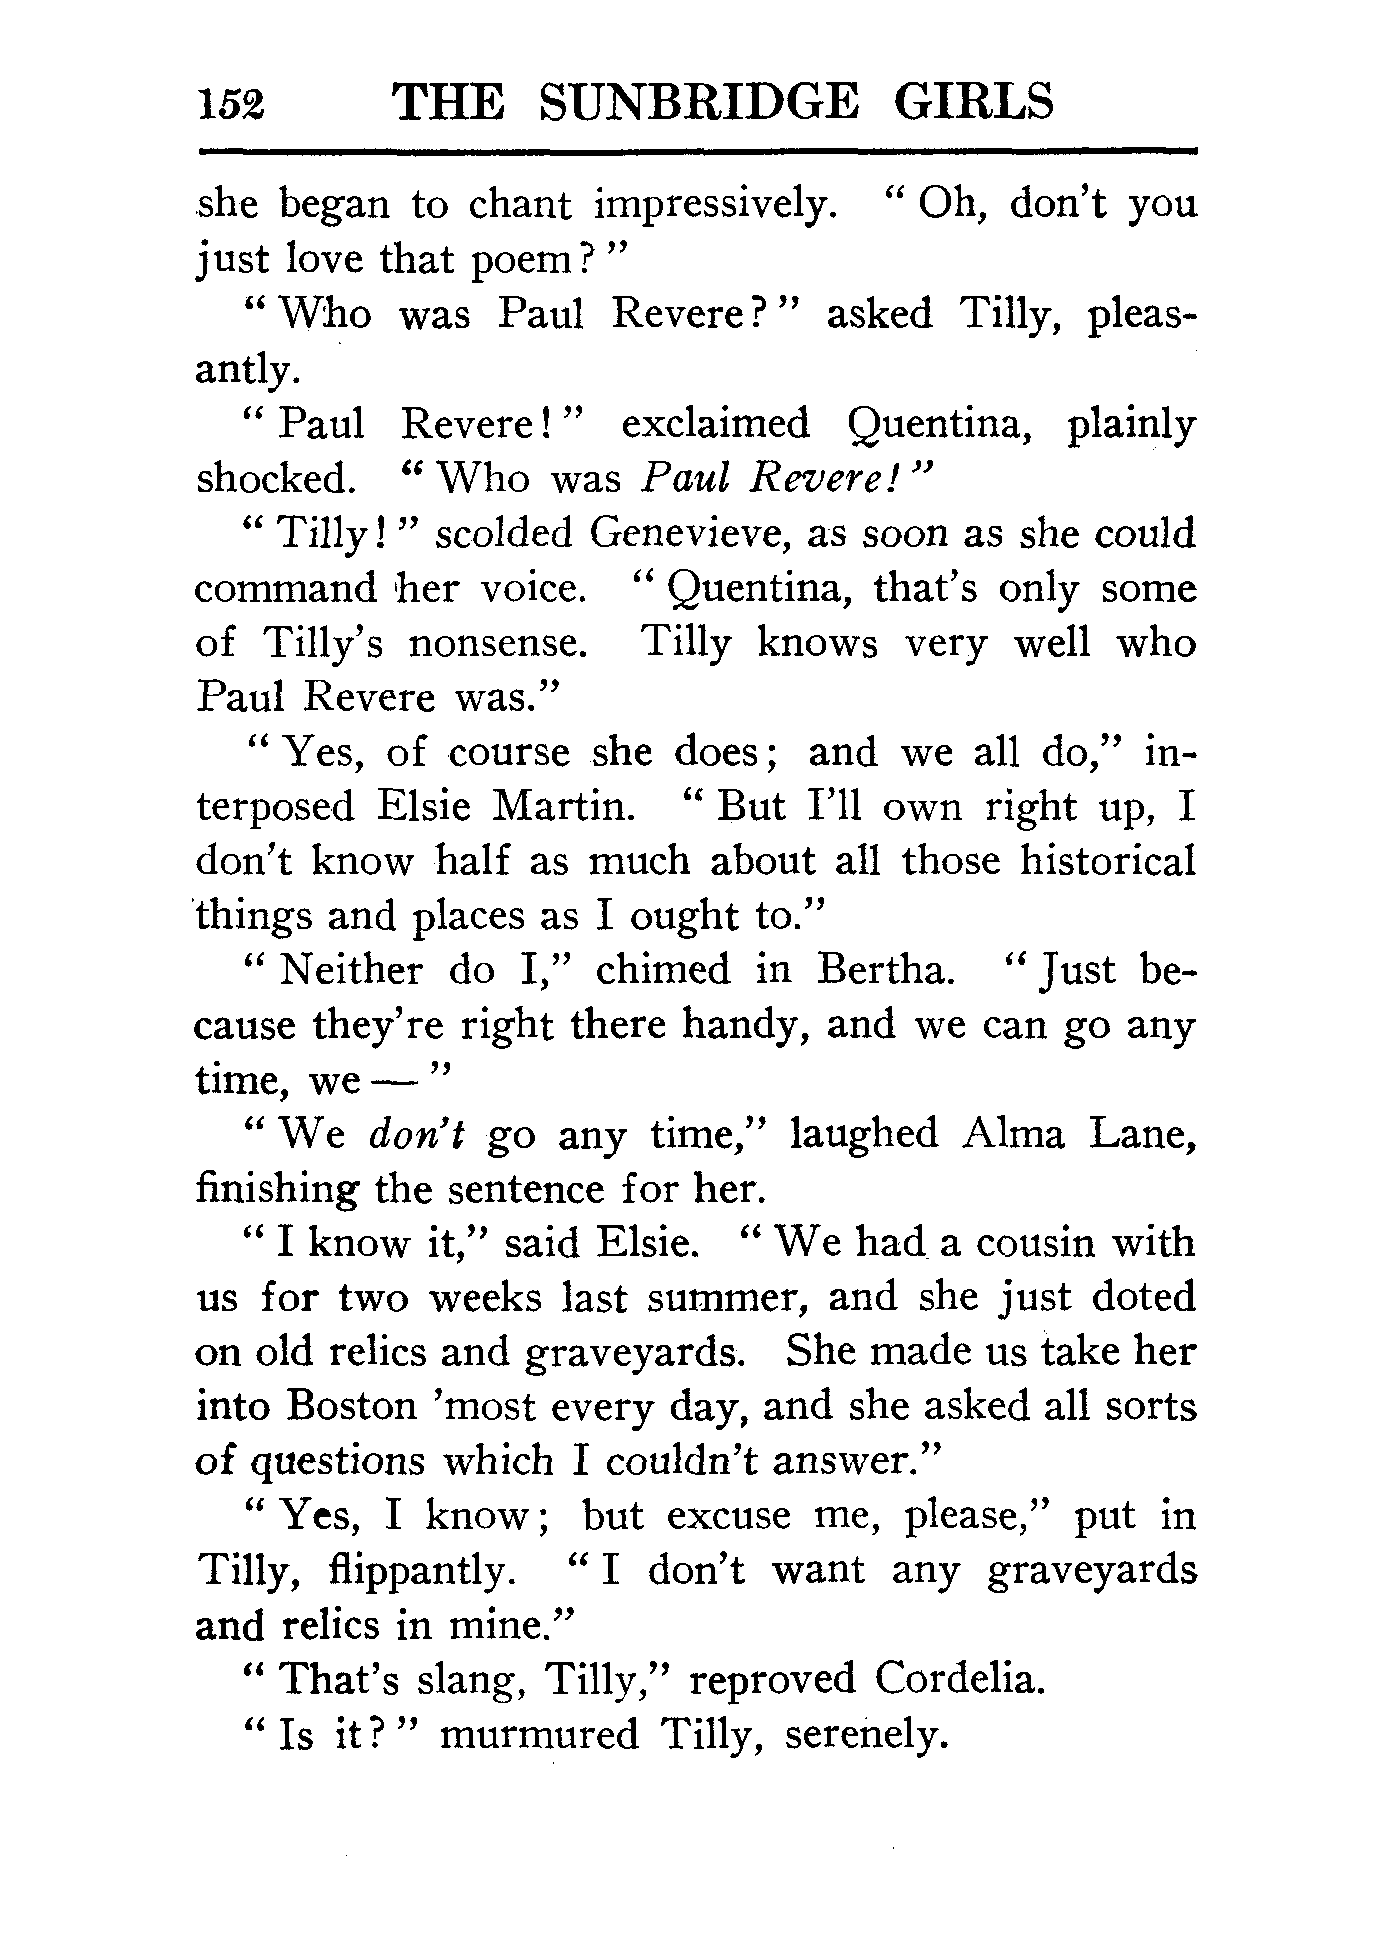 152 THE SUNBRIDGE GIRLS
she began to chant impressively. “ Oh, don’t you
just love that poem? ”
“ Who was Paul Revere? ” asked Tilly, pleas-
antly.
“ Paul Revere! ” exclaimed Quentina, plainly
shocked. “ Who was Paul Revere! ”
“ Tilly! ” scolded Genevieve, as soon as she could
command her voice. “ Quentina, that’s only some
of Tilly’s nonsense. Tilly knows very well who
Paul Revere was.”
“ Yes, of course she does; and we all do,” in-
terposed Elsie Martin. “ But I’ll own right up, I
don’t know half as much about all those historical
things and places as I ought to.”
“ Neither do I,” chimed in Bertha. “ Just be-
cause they’re right there handy, and we can go any
time, we — ”
“ We don’t go any time,” laughed Alma Lane,
finishing the sentence for her.
“ I know it,” said Elsie. “ We had a cousin with
us for two weeks last summer, and she just doted
on old relics and graveyards. She made us take her
into Boston ’most every day, and she asked all sorts
of questions which I couldn’t answer.”
“ Yes, I know; but excuse me, please,” put in
Tilly, flippantly. “ I don’t want any graveyards
and relics in mine.”
“ That’s slang, Tilly,” reproved Cordelia.
“ Is it? ” murmured Tilly, serenely.